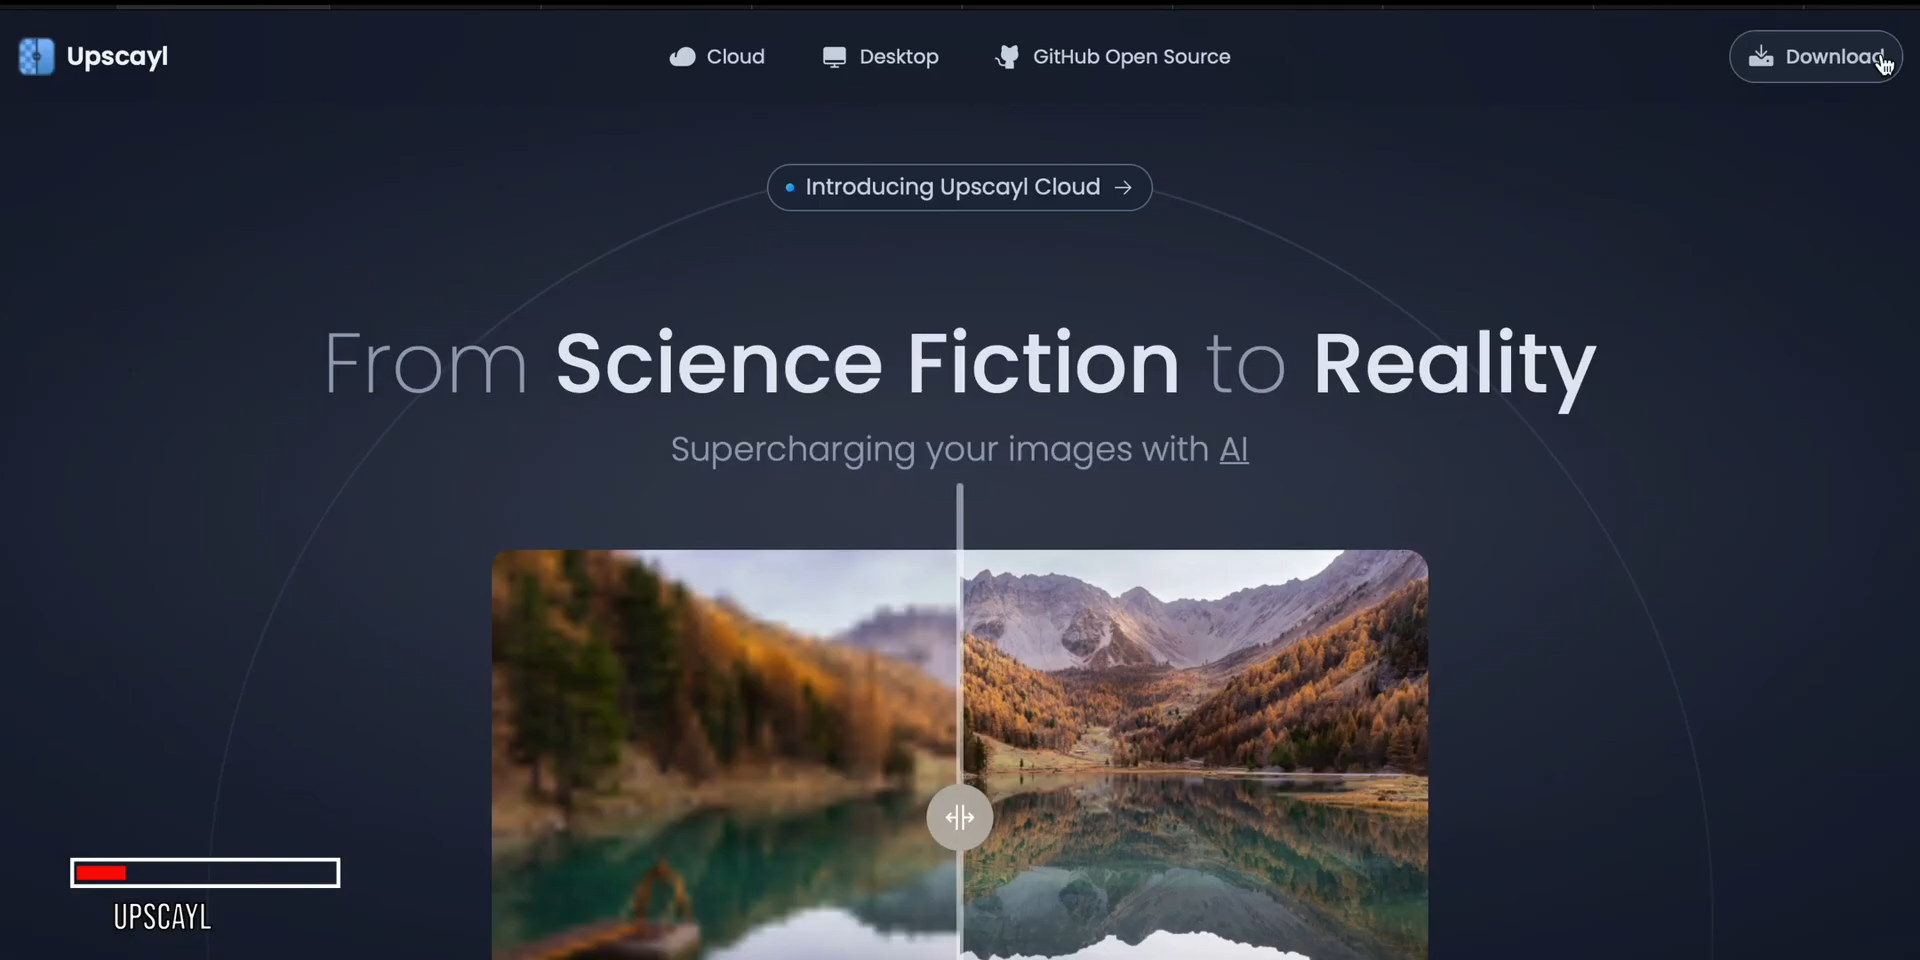 Upscayl
Cloud
Desktop
GitHub Open Source
Download
Introducing Upscayl Cloud →
From Science Fiction to Reality
Supercharging your images with AI
UPSCAYL